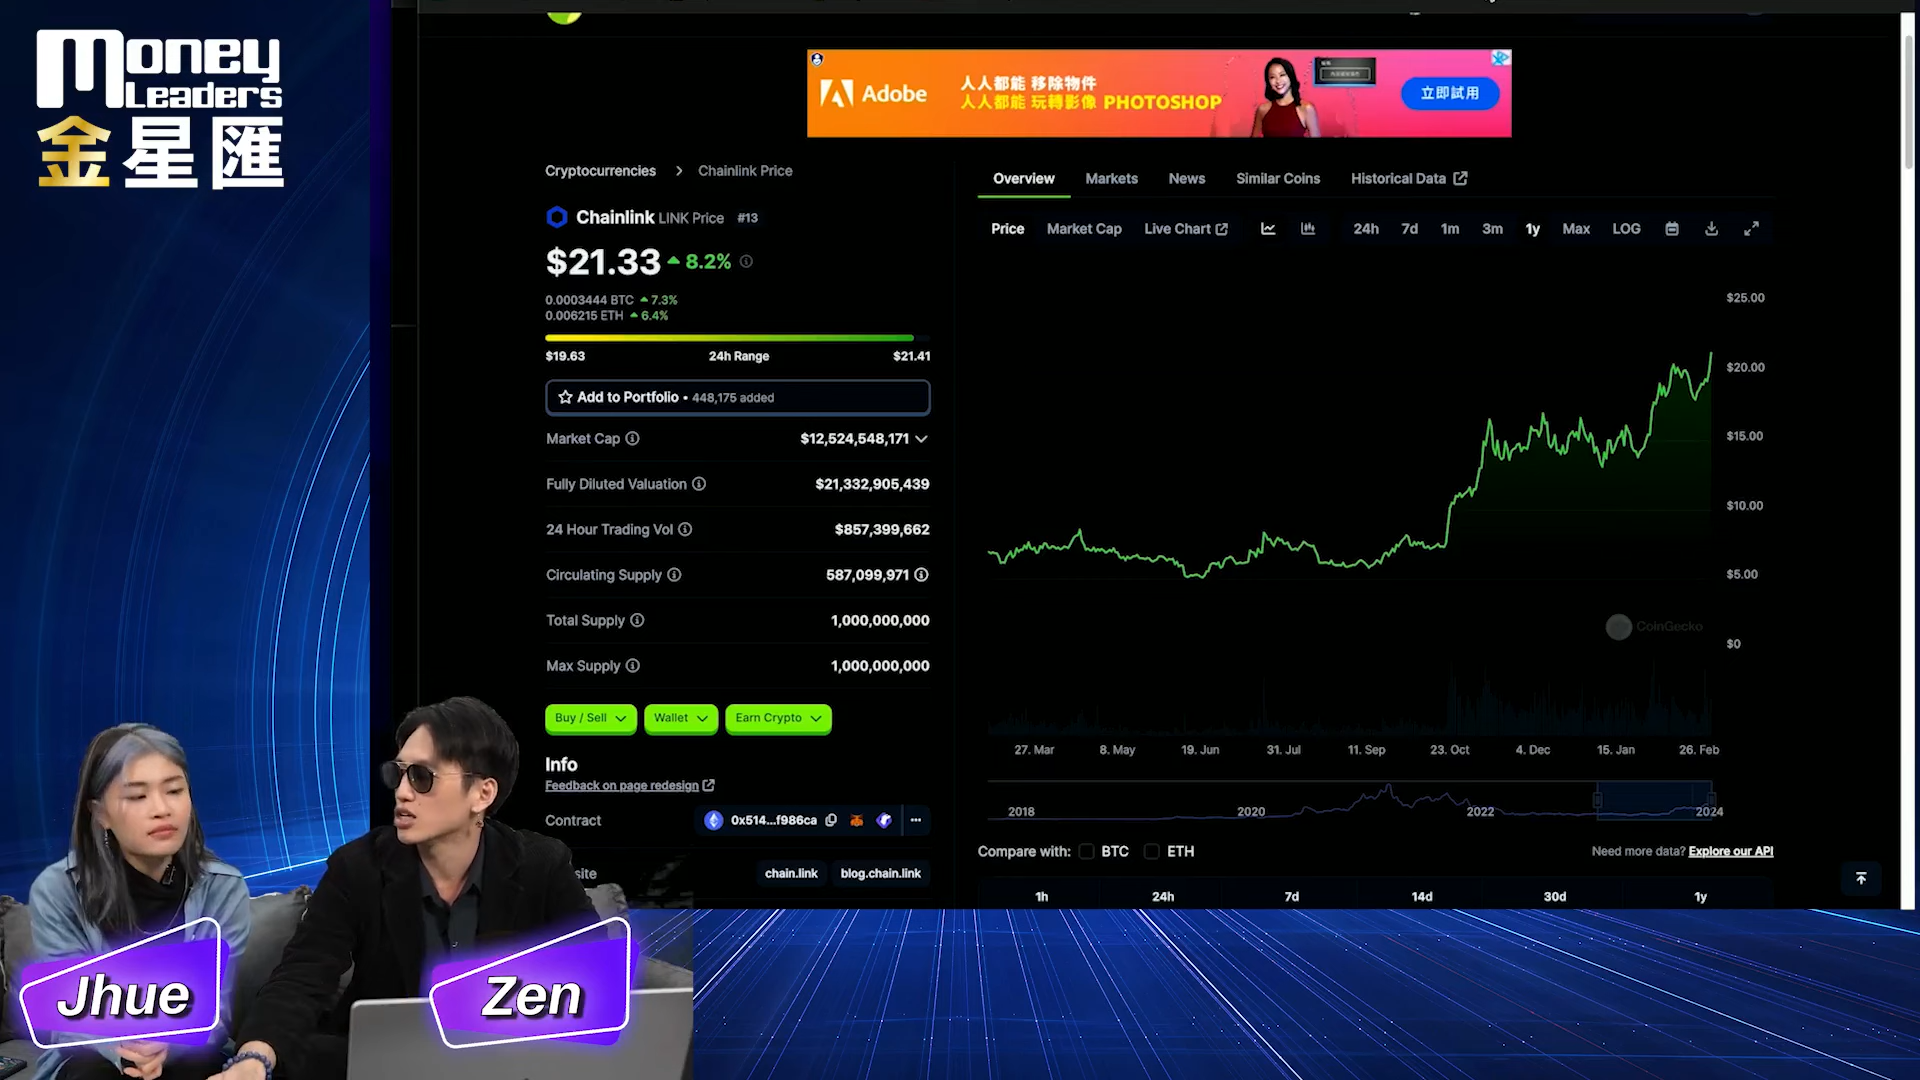 Money
Leaders
金星匯
Adobe
人人都能 移除物件
人人都能 玩轉影像 PHOTOSHOP
立即試用
Cryptocurrencies > Chainlink Price
Chainlink LINK Price #13
$21.33 8.2%
0.0003444 BTC 7.3%
0.006215 ETH 6.4%
$19.63 24h Range $21.41
Add to Portfolio • 448,175 added
Market Cap $12,524,548,171
Fully Diluted Valuation $21,332,905,439
24 Hour Trading Vol $857,399,662
Circulating Supply 587,099,971
Total Supply 1,000,000,000
Max Supply 1,000,000,000
Buy / Sell Wallet Earn Crypto
Info
Feedback on page redesign
Contract 0x514...f986ca
site chain.link blog.chain.link
Overview Markets News Similar Coins Historical Data
Price Market Cap Live Chart 24h 7d 1m 3m 1y Max LOG
$25.00
$20.00
$15.00
$10.00
$5.00
CoinGecko
$0
27. Mar 8. May 19. Jun 31. Jul 11. Sep 23. Oct 4. Dec 15. Jan 26. Feb
2018 2020 2022 2024
Compare with: BTC ETH
Need more data? Explore our API
1h 24h 7d 14d 30d 1y
Jhue
Zen